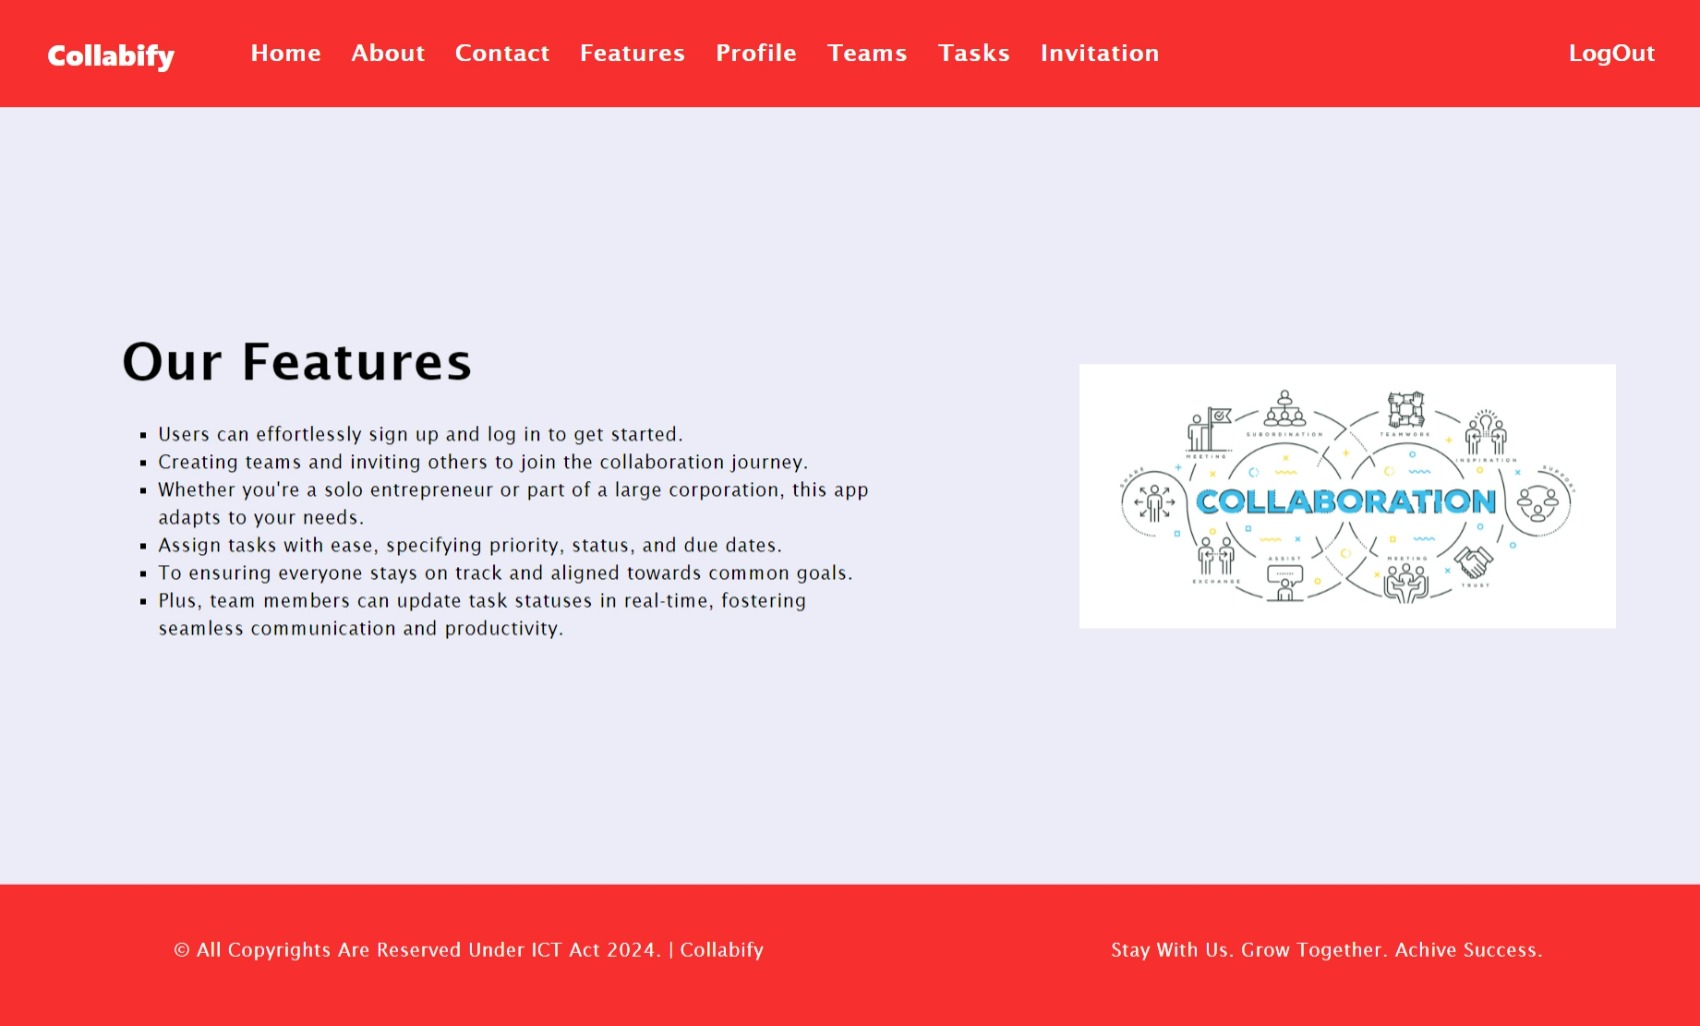 Collabify Home About Contact Features Profile Teams Tasks Invitation LogOut
Our Features
Users can effortlessly sign up and log in to get started.
Creating teams and inviting others to join the collaboration journey.
Whether you're a solo entrepreneur or part of a large corporation, this app
adapts to your needs.
Assign tasks with ease, specifying priority, status, and due dates.
To ensuring everyone stays on track and aligned towards common goals.
Plus, team members can update task statuses in real-time, fostering
seamless communication and productivity.
SUBORDINATION
TEAMWORK
MEETING
INSPIRATION
SHARE
SUPPORT
COLLABORATION
EXCHANGE
ASSIST
MEETING
TRUST
© All Copyrights Are Reserved Under ICT Act 2024. | Collabify
Stay With Us. Grow Together. Achive Success.